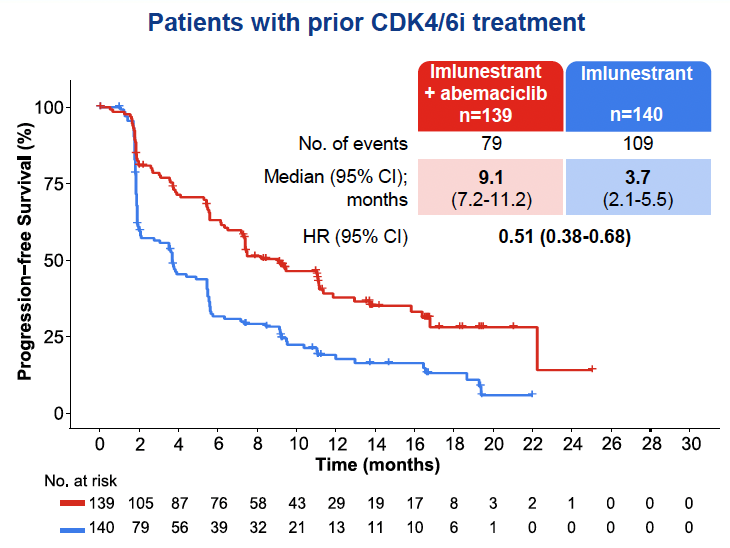 Patients with prior CDK4/6i treatment
Imlunestrant
+ abemaciclib
n=139
Imlunestrant
n=140
No. of events 79 109
Median (95% CI);
months
9.1
(7.2-11.2)
3.7
(2.1-5.5)
HR (95% CI) 0.51 (0.38-0.68)
Progression–free Survival (%)
100
75
50
25
0
0 2 4 6 8 10 12 14 16 18 20 22 24 26 28 30
Time (months)
No. at risk
139 105 87 76 58 43 29 19 17 8 3 2 1 0 0 0
140 79 56 39 32 21 13 11 10 6 1 0 0 0 0 0